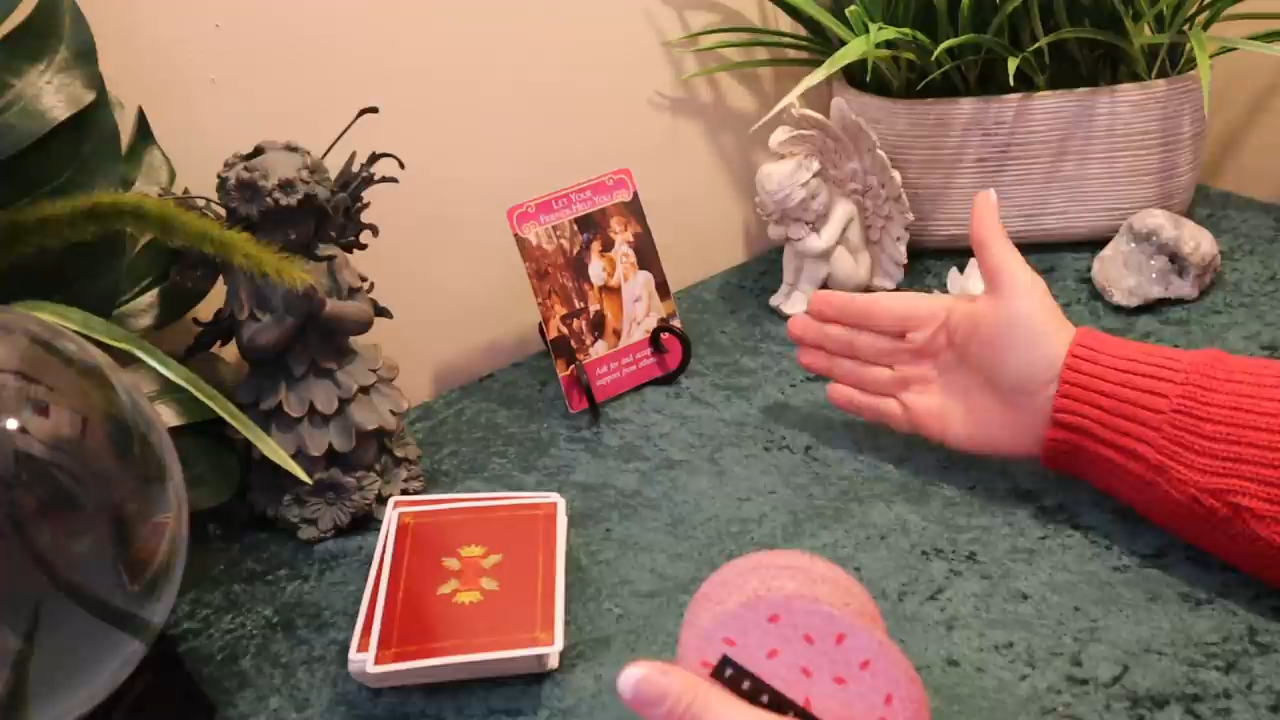 LET YOUR
FRIENDS HELP YOU
Ask for and accept
support from others.